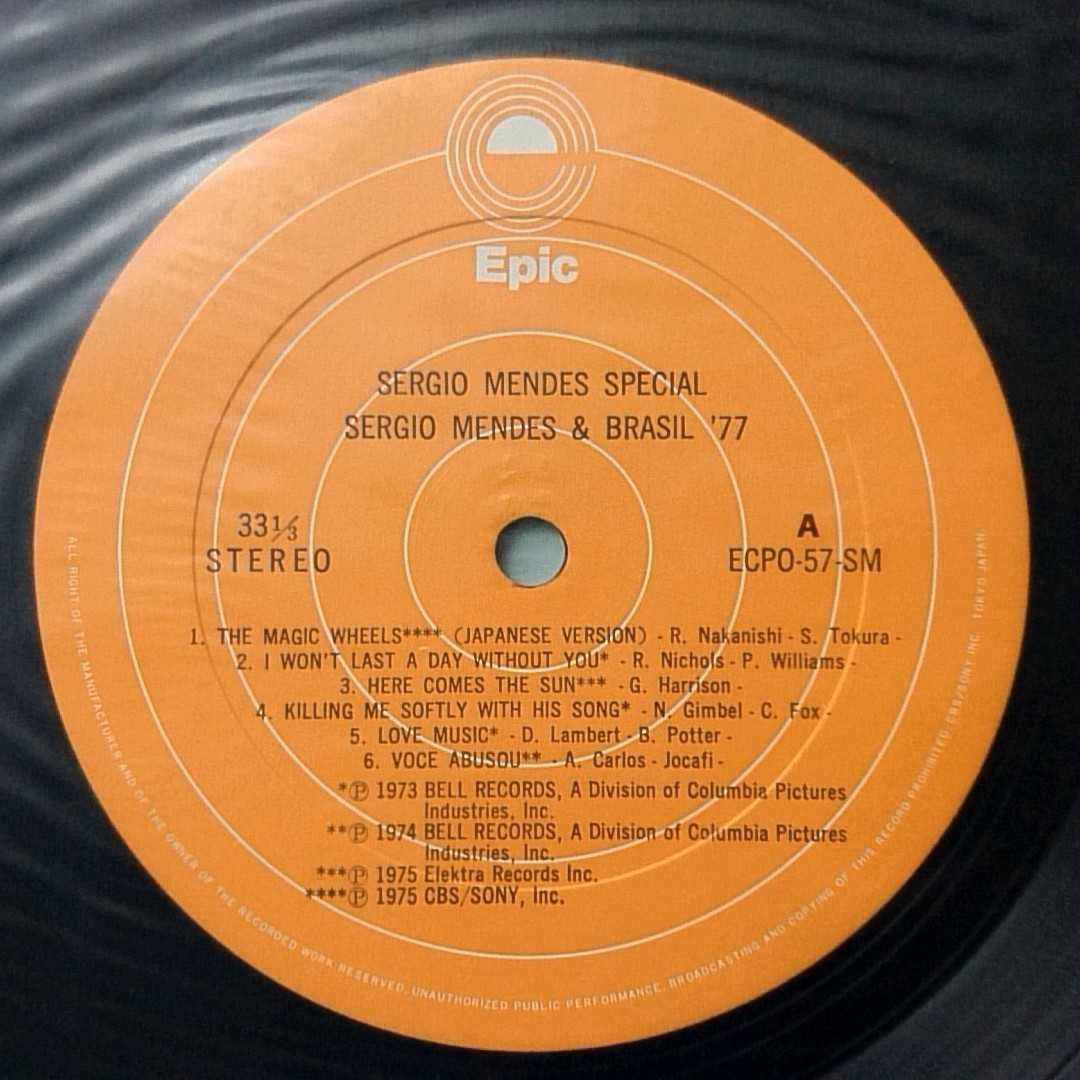 Epic
SERGIO MENDES SPECIAL
SERGIO MENDES & BRASIL '77
33⅓
STEREO
A
ECPO-57-SM
1. THE MAGIC WHEELS**** (JAPANESE VERSION) - R. Nakanishi - S. Tokura -
2. I WON'T LAST A DAY WITHOUT YOU* - R. Nichols - P. Williams -
3. HERE COMES THE SUN*** - G. Harrison -
4. KILLING ME SOFTLY WITH HIS SONG* - N. Gimbel - C. Fox -
5. LOVE MUSIC* - D. Lambert - B. Potter -
6. VOCE ABUSOU** - A. Carlos - Jocafi -
*Ⓟ 1973 BELL RECORDS, A Division of Columbia Pictures
Industries, Inc.
**Ⓟ 1974 BELL RECORDS, A Division of Columbia Pictures
Industries, Inc.
***Ⓟ 1975 Elektra Records Inc.
****Ⓟ 1975 CBS/SONY, Inc.
ALL RIGHT OF THE MANUFACTURER AND OF THE OWNER OF THE RECORDED WORK RESERVED. UNAUTHORIZED PUBLIC PERFORMANCE, BROADCASTING AND COPYING OF THIS RECORD PROHIBITED. CBS/SONY INC. TOKYO JAPAN